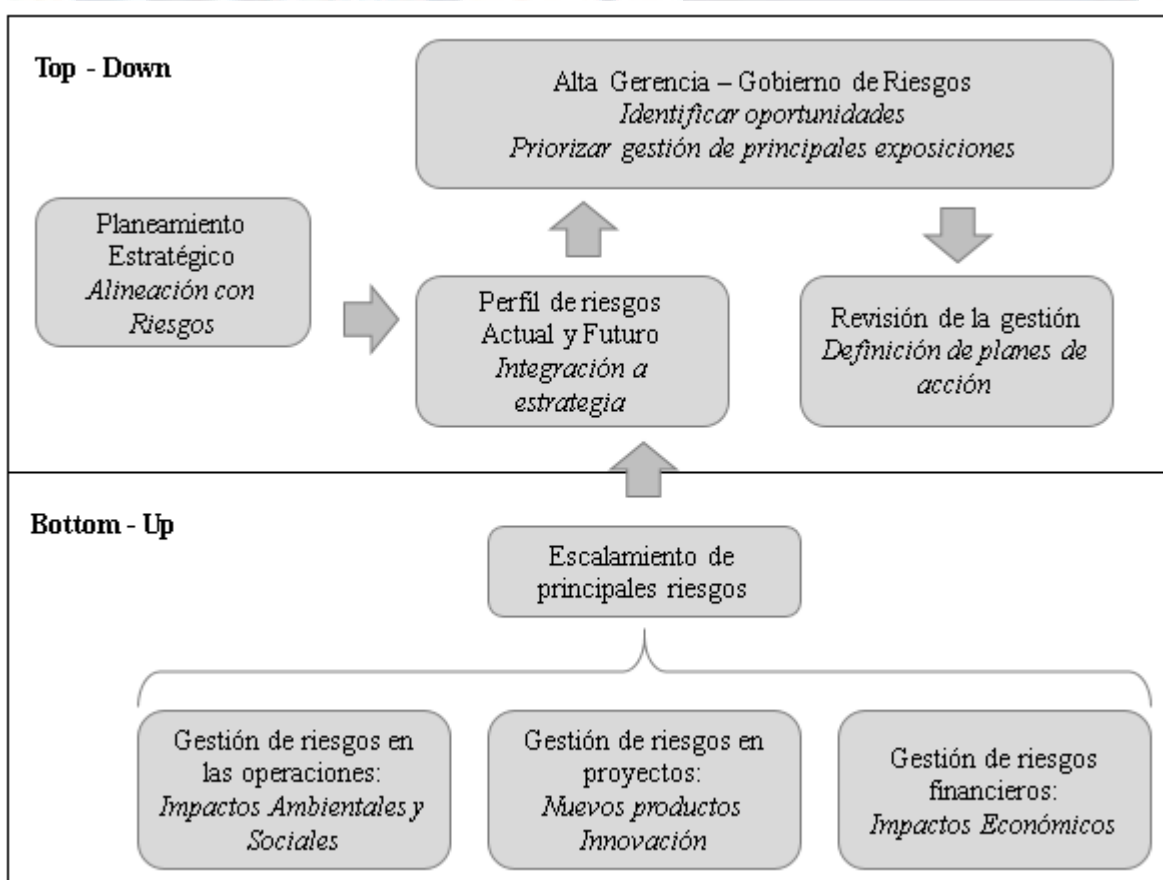 Top - Down
Alta Gerencia – Gobierno de Riesgos
Identificar oportunidades
Priorizar gestión de principales exposiciones
Planeamiento
Estratégico
Alineación con
Riesgos
Perfil de riesgos
Actual y Futuro
Integración a
estrategia
Revisión de la gestión
Definición de planes de
acción
Bottom - Up
Escalamiento de
principales riesgos
Gestión de riesgos en
las operaciones:
Impactos Ambientales y
Sociales
Gestión de riesgos en
proyectos:
Nuevos productos
Innovación
Gestión de riesgos
financieros:
Impactos Económicos